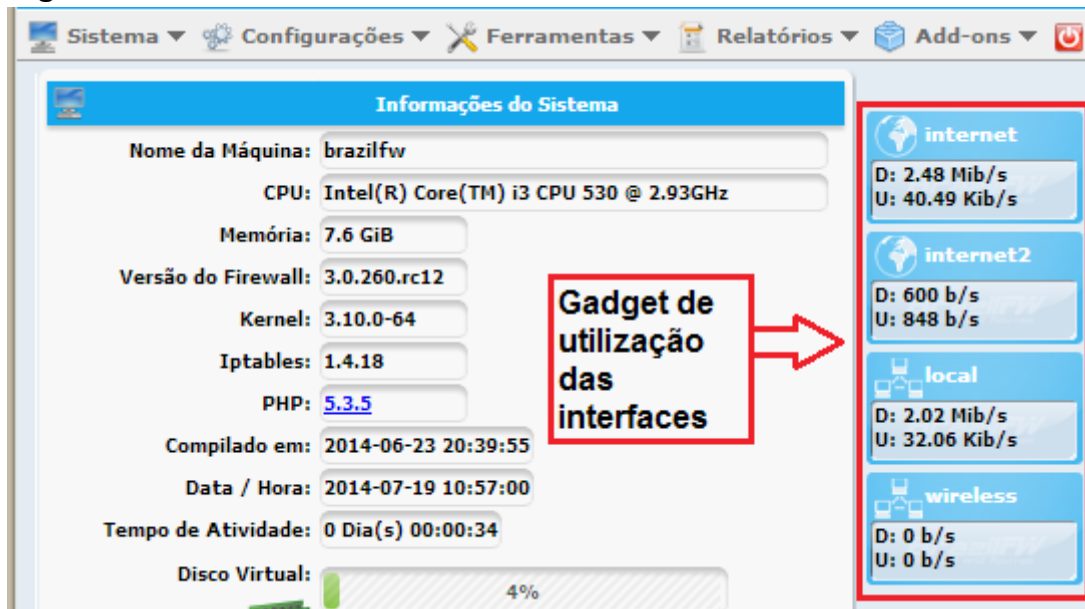 Sistema Configurações Ferramentas Relatórios Add-ons
Informações do Sistema
Nome da Máquina: brazilfw
CPU: Intel(R) Core(TM) i3 CPU 530 @ 2.93GHz
Memória: 7.6 GiB
Versão do Firewall: 3.0.260.rc12
Kernel: 3.10.0-64
Iptables: 1.4.18
PHP: 5.3.5
Compilado em: 2014-06-23 20:39:55
Data / Hora: 2014-07-19 10:57:00
Tempo de Atividade: 0 Dia(s) 00:00:34
Disco Virtual:
4%
Gadget de
utilização
das
interfaces
internet
D: 2.48 Mib/s
U: 40.49 Kib/s
internet2
D: 600 b/s
U: 848 b/s
local
D: 2.02 Mib/s
U: 32.06 Kib/s
wireless
D: 0 b/s
U: 0 b/s